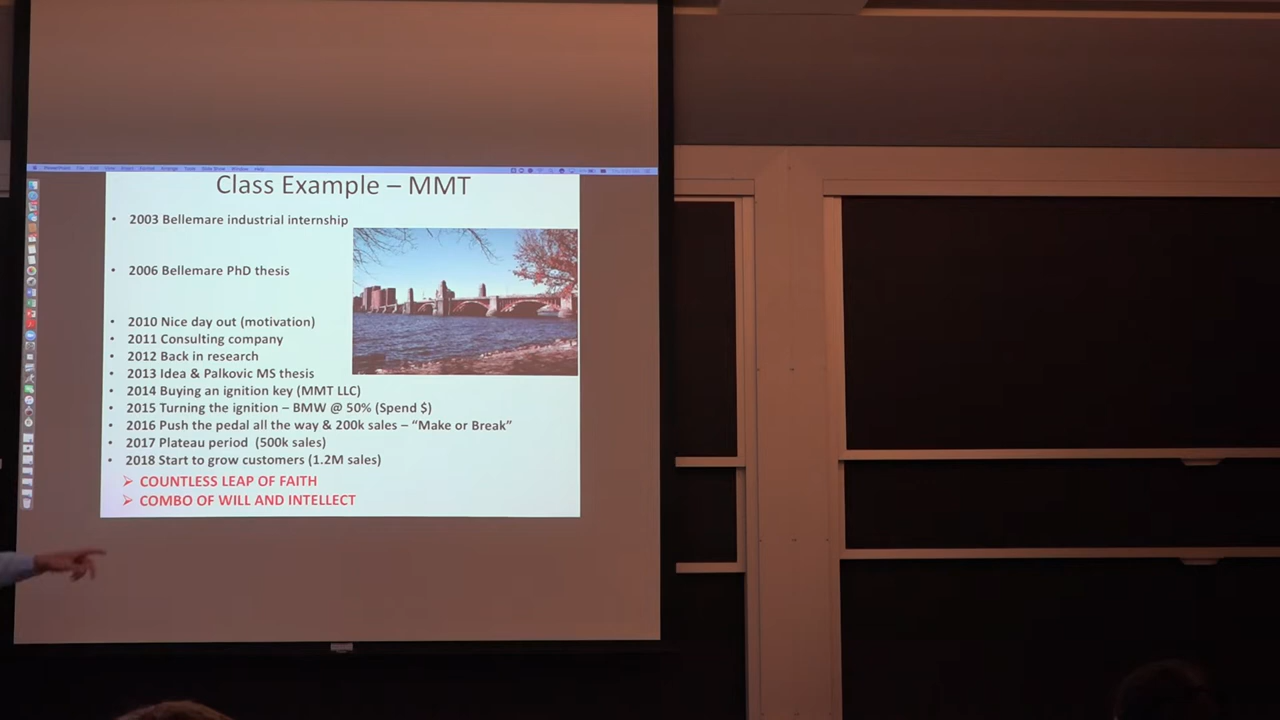 Class Example – MMT
• 2003 Bellemare industrial internship
• 2006 Bellemare PhD thesis
• 2010 Nice day out (motivation)
• 2011 Consulting company
• 2012 Back in research
• 2013 Idea & Palkovic MS thesis
• 2014 Buying an ignition key (MMT LLC)
• 2015 Turning the ignition – BMW @ 50% (Spend $)
• 2016 Push the pedal all the way & 200k sales – “Make or Break”
• 2017 Plateau period (500k sales)
• 2018 Start to grow customers (1.2M sales)
➢ COUNTLESS LEAP OF FAITH
➢ COMBO OF WILL AND INTELLECT